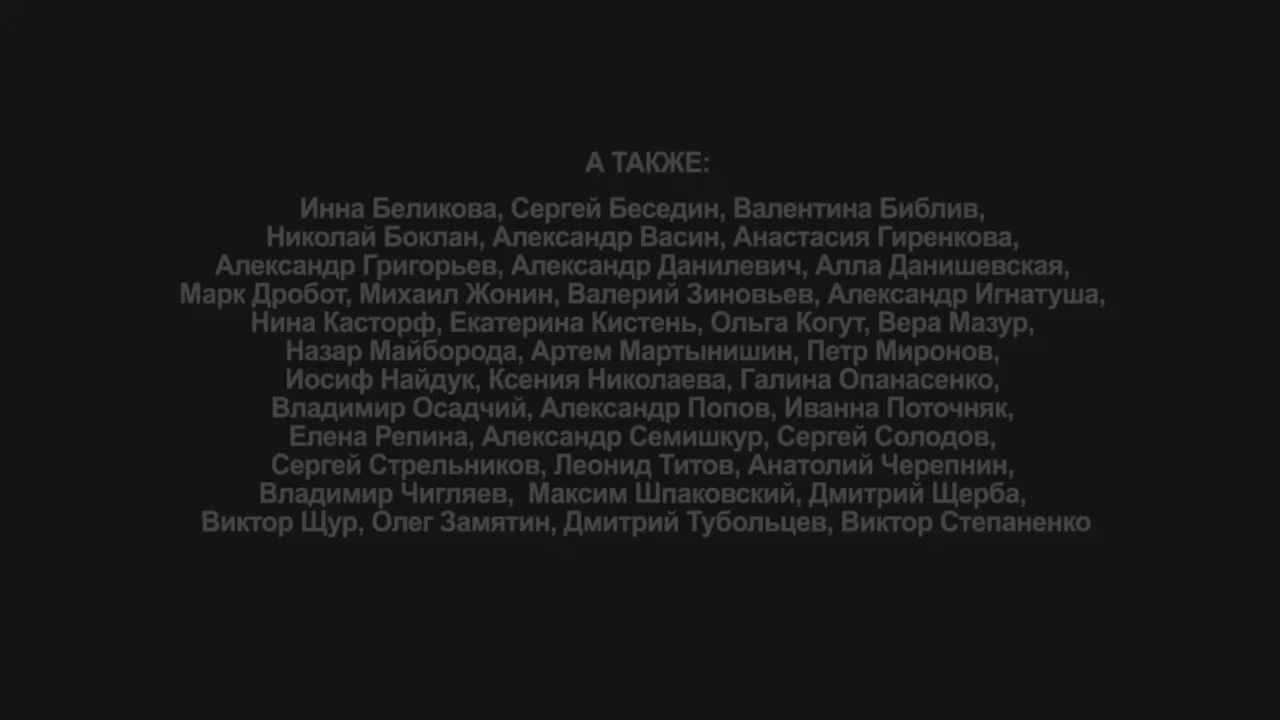 А ТАКЖЕ:
Инна Беликова, Сергей Беседин, Валентина Библив,
Николай Боклан, Александр Васин, Анастасия Гиренкова,
Александр Григорьев, Александр Данилевич, Алла Данишевская,
Марк Дробот, Михаил Жонин, Валерий Зиновьев, Александр Игнатуша,
Нина Касторф, Екатерина Кистень, Ольга Когут, Вера Мазур,
Назар Майборода, Артем Мартынишин, Петр Миронов,
Иосиф Найдук, Ксения Николаева, Галина Опанасенко,
Владимир Осадчий, Александр Попов, Иванна Поточняк,
Елена Репина, Александр Семишкур, Сергей Солодов,
Сергей Стрельников, Леонид Титов, Анатолий Черепнин,
Владимир Чигляев,  Максим Шпаковский, Дмитрий Щерба,
Виктор Щур, Олег Замятин, Дмитрий Тубольцев, Виктор Степаненко